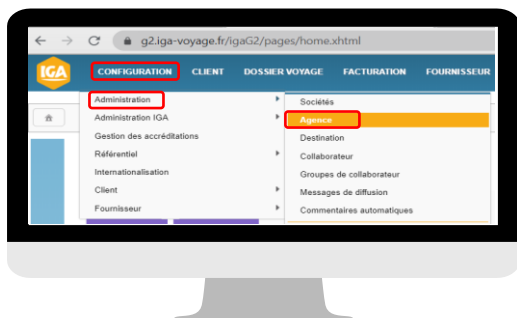 g2.iga-voyage.fr/igaG2/pages/home.xhtml
IGA CONFIGURATION CLIENT DOSSIER VOYAGE FACTURATION FOURNISSEUR
Administration
Administration IGA
Gestion des accréditations
Référentiel
Internationalisation
Client
Fournisseur
Sociétés
Agence
Destination
Collaborateur
Groupes de collaborateur
Messages de diffusion
Commentaires automatiques